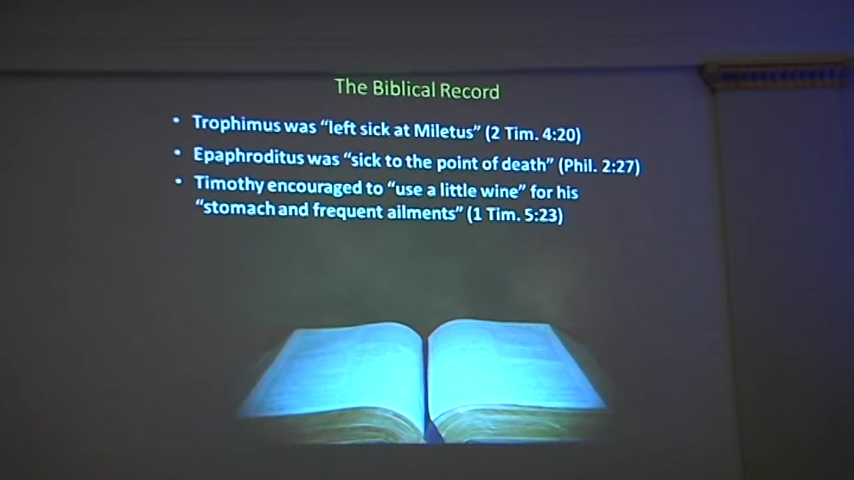 The Biblical Record
• Trophimus was “left sick at Miletus” (2 Tim. 4:20)
• Epaphroditus was “sick to the point of death” (Phil. 2:27)
• Timothy encouraged to “use a little wine” for his
“stomach and frequent ailments” (1 Tim. 5:23)